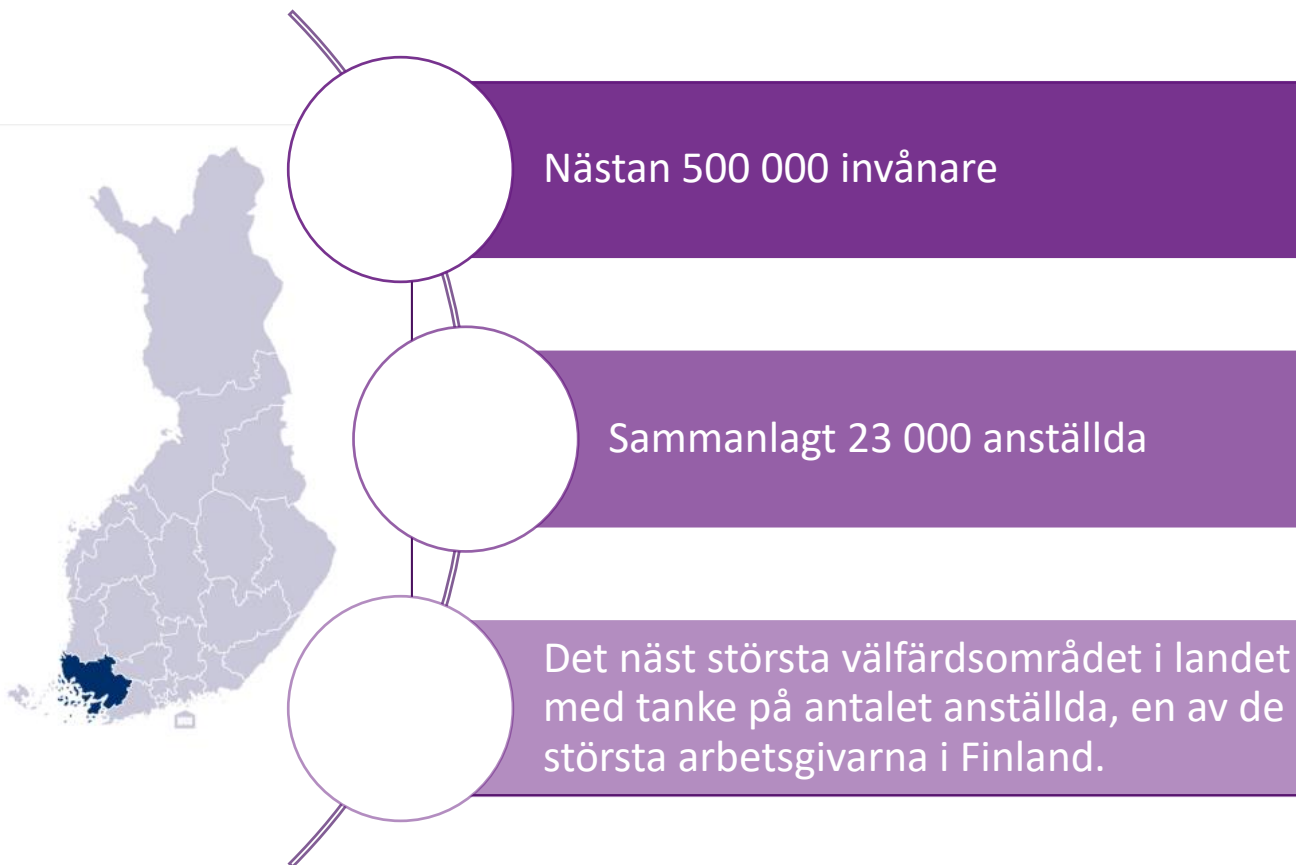 Nästan 500 000 invånare
Sammanlagt 23 000 anställda
Det näst största välfärdsområdet i landet
med tanke på antalet anställda, en av de
största arbetsgivarna i Finland.